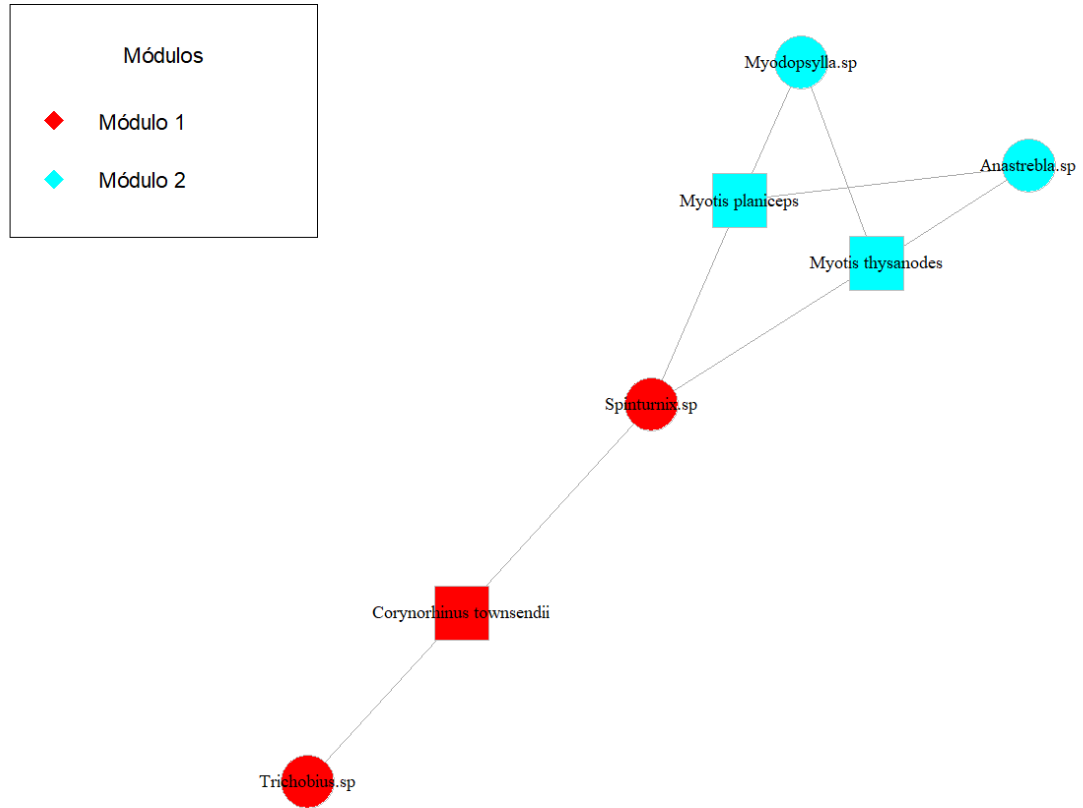 Módulos
Módulo 1
Módulo 2
Myodopsylla.sp
Anastrebla.sp
Myotis planiceps
Myotis thysanodes
Spinturnix.sp
Corynorhinus townsendii
Trichobius.sp